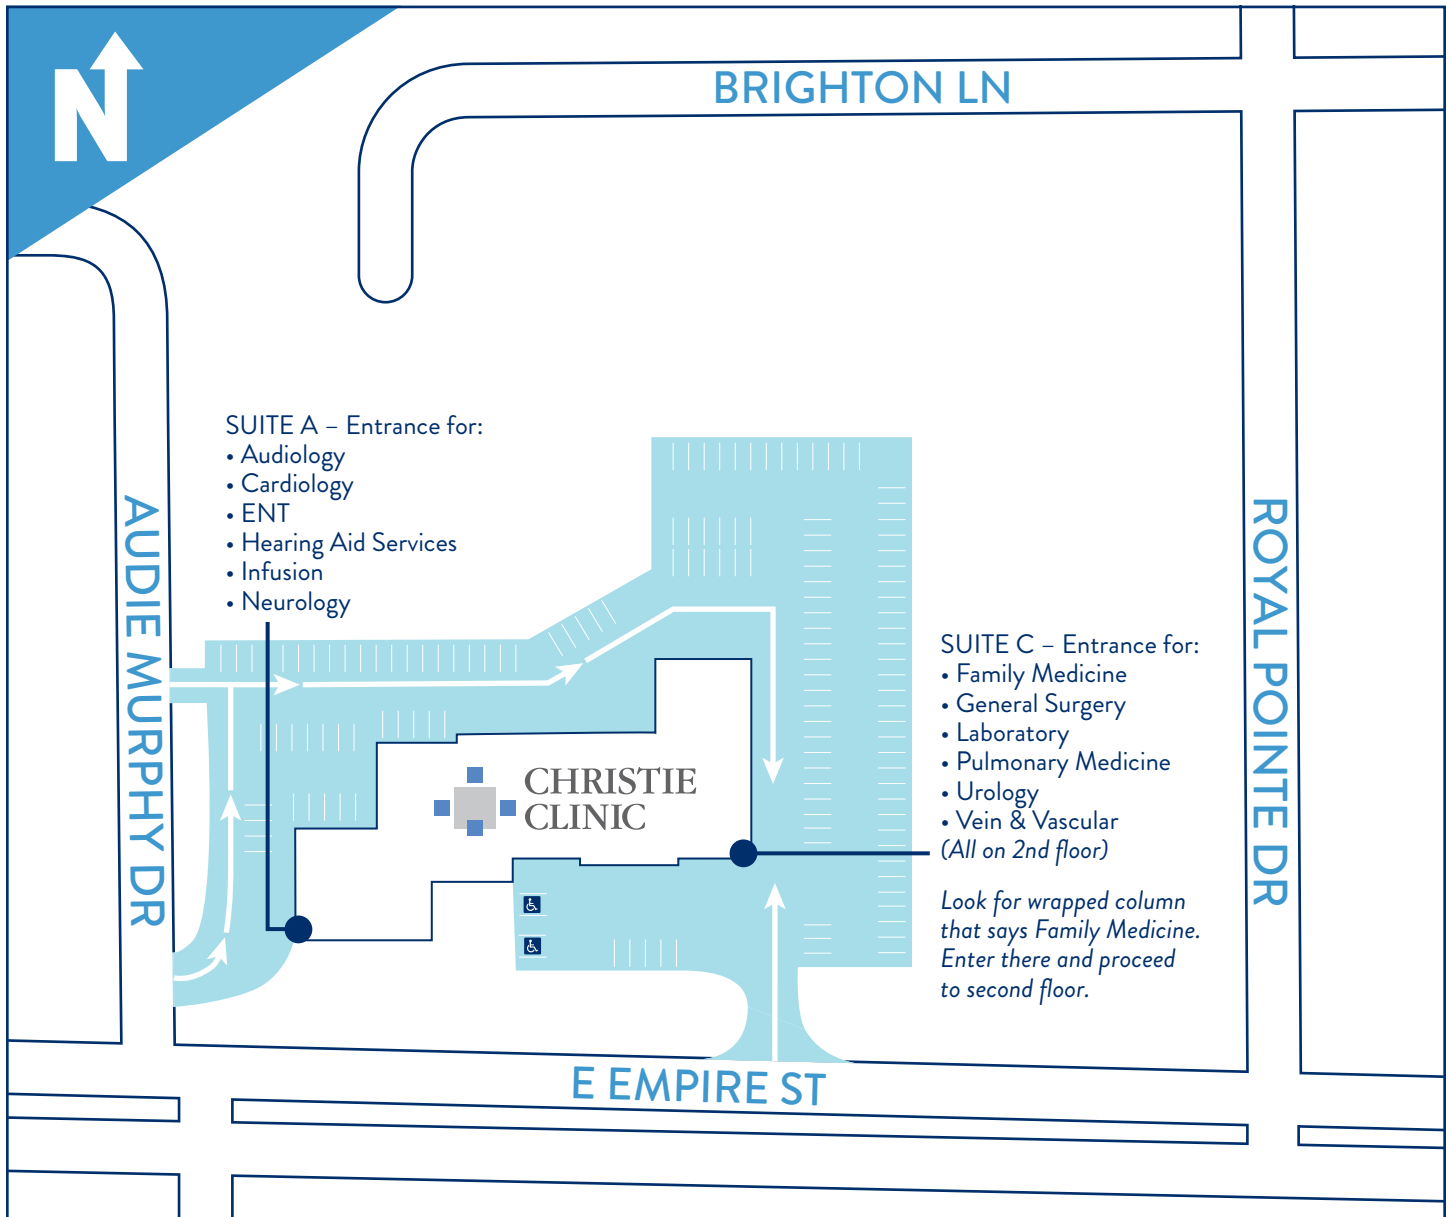 N
BRIGHTON LN
SUITE A – Entrance for:
• Audiology
• Cardiology
• ENT
• Hearing Aid Services
• Infusion
• Neurology
AUDIE MURPHY DR
ROYAL POINTE DR
SUITE C – Entrance for:
• Family Medicine
• General Surgery
• Laboratory
• Pulmonary Medicine
• Urology
• Vein & Vascular
(All on 2nd floor)
Look for wrapped column
that says Family Medicine.
Enter there and proceed
to second floor.
CHRISTIE
CLINIC
E EMPIRE ST